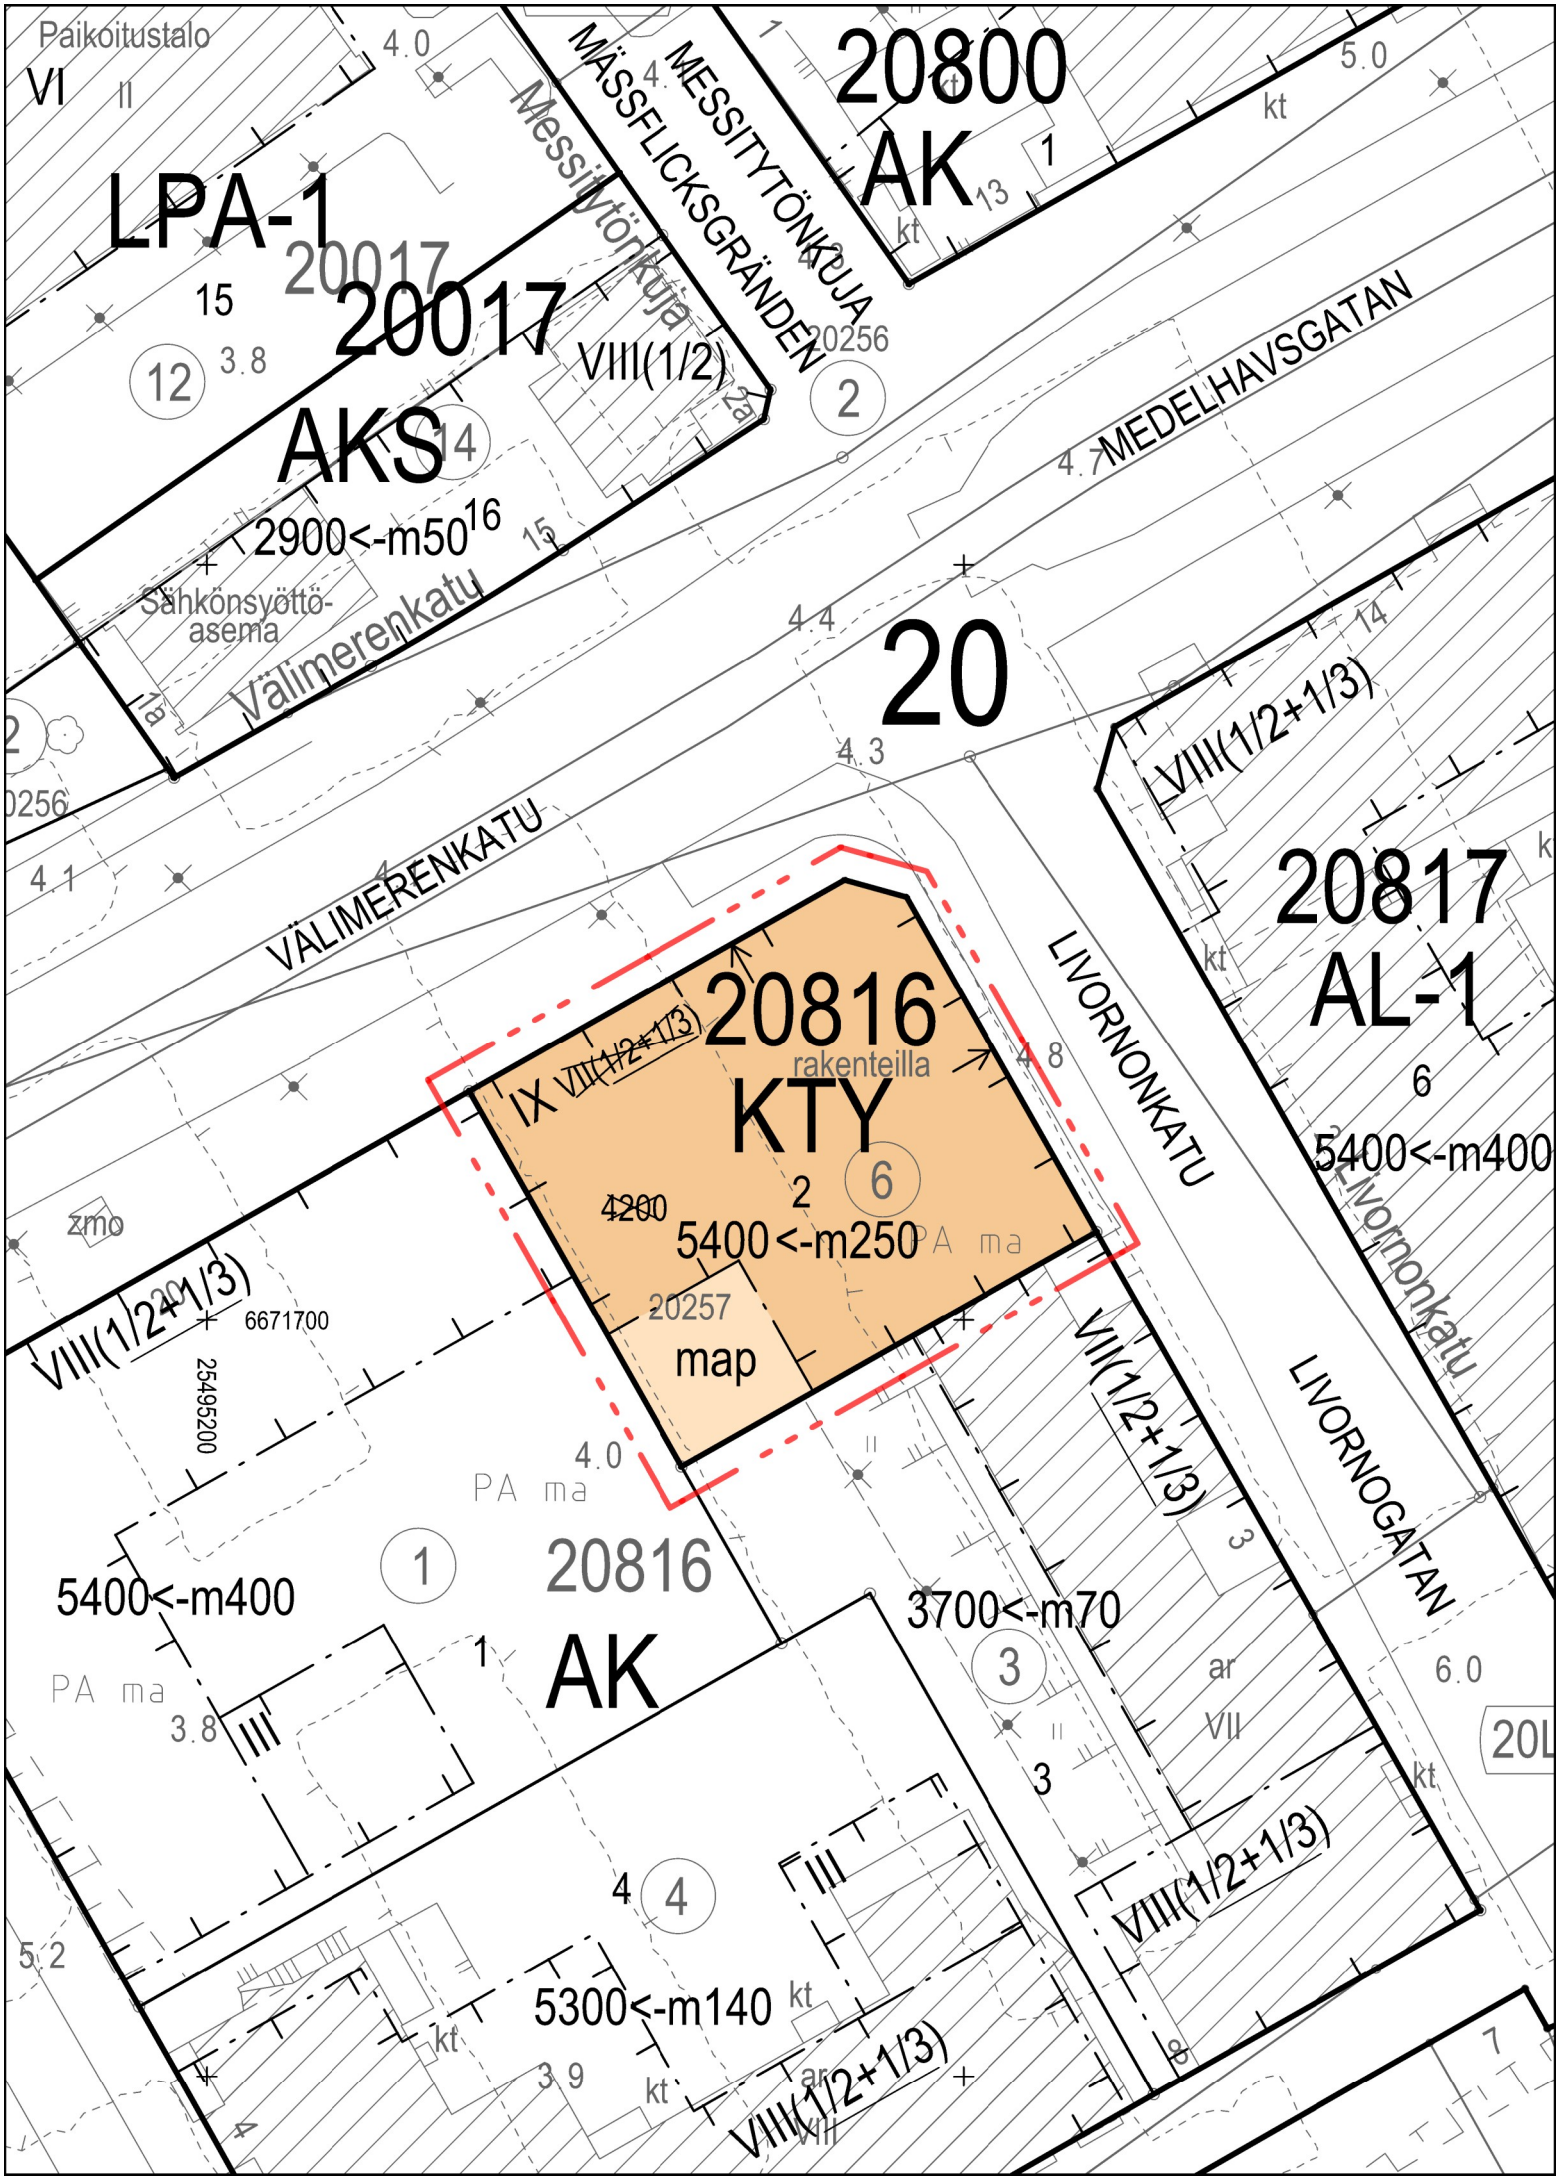 Paikoitustalo
VI
II
4.0
LPA-1
20017
15
20017
12
3.8
AKS
14
VIII(1/2)
2a
2900<-m50
16
15
Sähkönsyöttö-
asema
Välimerenkatu
1a
Messitytönkuja
MÄSSFLICKSGRÄNDEN
MESSITYTÖNKUJA
20256
2
1
20800
AK
1
13
kt
kt
kt
5.0
MEDELHAVSGATAN
4.7
4.4
20
4.3
14
VIII(1/2+1/3)
2
0256
4.1
VÄLIMERENKATU
20817
AL-1
6
5400<-m400
kt
Livornonkatu
LIVORNONKATU
4.8
20816
rakenteilla
KTY
IX
VII(1/2+1/3)
2
6
4200
5400<-m250
PA ma
20257
map
zmo
20
VIII(1/2+1/3)
6671700
25495200
4.0
PA ma
VII(1/2+1/3)
LIVORNOGATAN
1
20816
5400<-m400
1
AK
3700<-m70
3
3
II
II
3
ar
VII
6.0
PA ma
3.8
III
20L
kt
VIII(1/2+1/3)
III
4
4
5.2
5300<-m140
kt
kt
3.9
kt
ar
VIII
VIII(1/2+1/3)
8
7
4